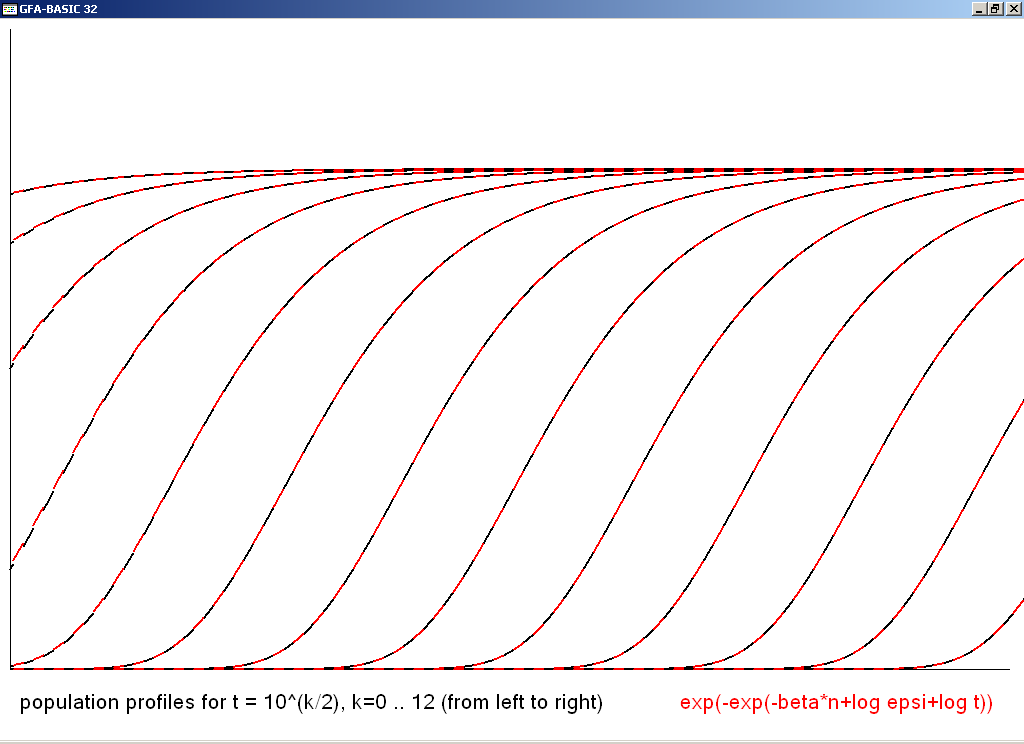 GFA-BASIC 32
population profiles for t = 10^(k/2), k=0 .. 12 (from left to right) exp(-exp(-beta*n+log epsi+log t))